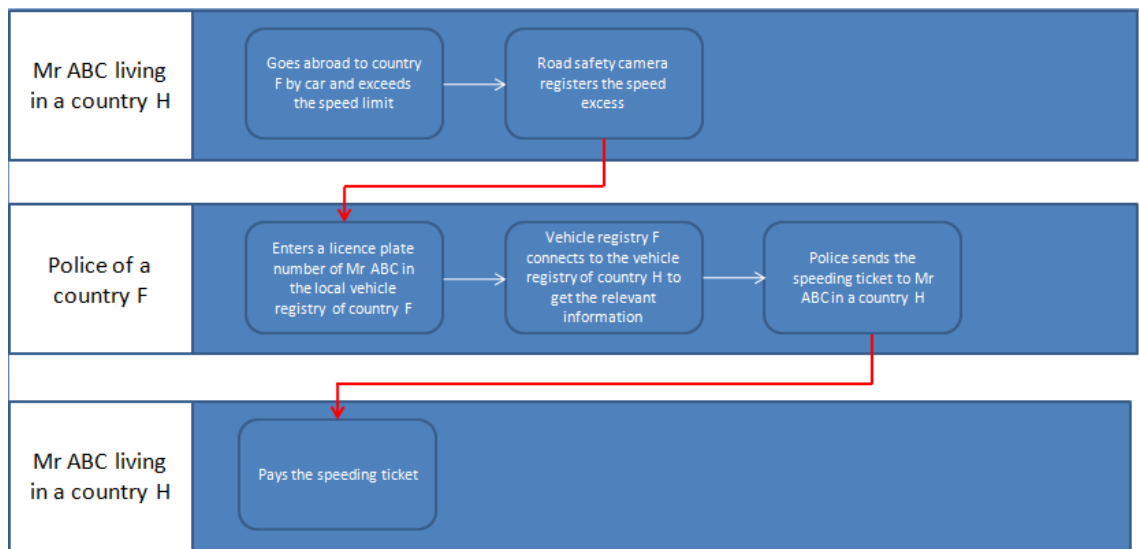 Mr ABC living
in a country H
Goes abroad to country
F by car and exceeds
the speed limit
Road safety camera
registers the speed
excess
Police of a
country F
Enters a licence plate
number of Mr ABC in
the local vehicle
registry of country F
Vehicle registry F
connects to the vehicle
registry of country H to
get the relevant
information
Police sends the
speeding ticket to Mr
ABC in a country H
Mr ABC living
in a country H
Pays the speeding ticket